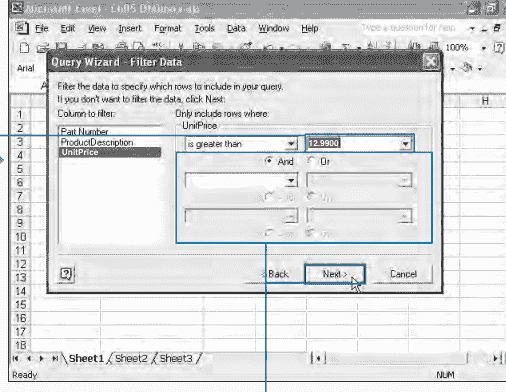 File Edit View Insert Format Tools Data Window Help
Type a question for help
100%
Arial
Query Wizard - Filter Data
Filter the data to specify which rows to include in your query.
If you don't want to filter the data, click Next.
Column to filter:
Only include rows where:
UnitPrice
Part Number
ProductDescription
UnitPrice
is greater than
12.9900
And
Or
< Back
Next >
Cancel
H
1
2
3
4
5
6
7
8
9
10
11
12
13
14
15
16
17
18
Sheet1 Sheet2 Sheet3
Ready
NUM